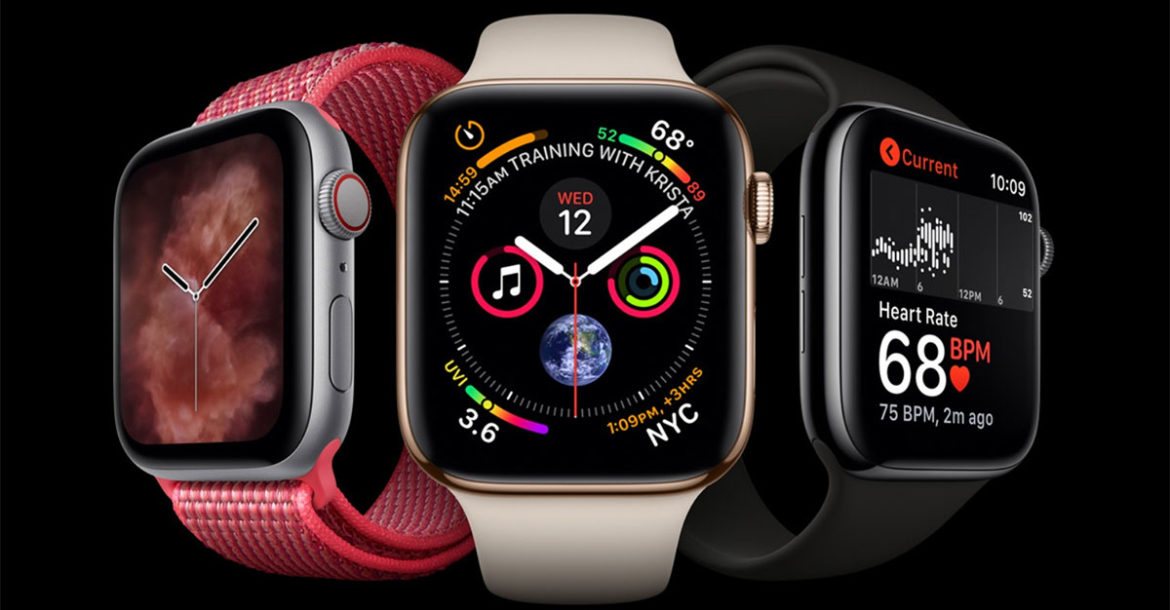 14:59
11:15AM TRAINING WITH KRISTA
52
68°
89
WED
12
UVI
3.6
1:09PM, +3HRS
NYC
Current
10:09
102
52
12AM
6
12PM
6
Heart Rate
68 BPM
75 BPM, 2m ago